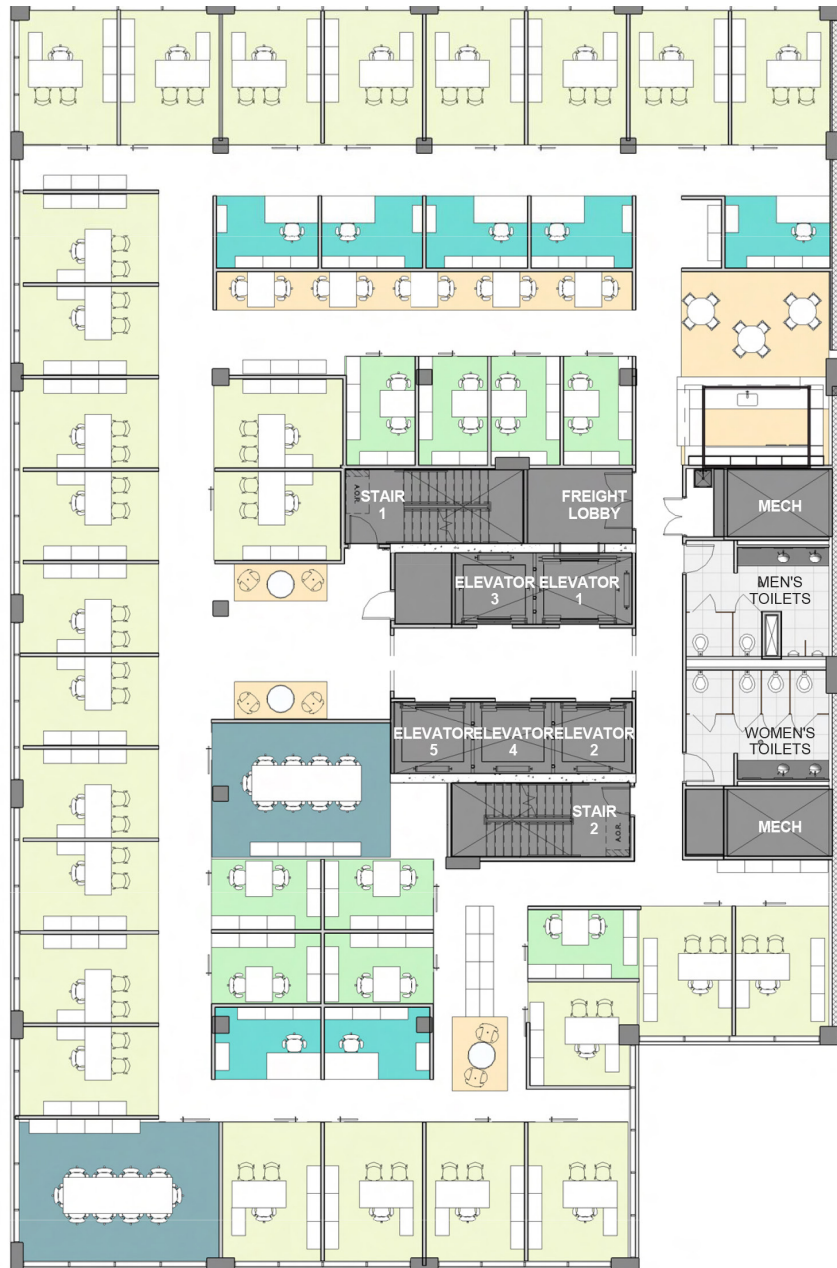 A.O.R.
STAIR
1
FREIGHT
LOBBY
MECH
ELEVATOR
3
ELEVATOR
1
MEN'S
TOILETS
ELEVATOR
5
ELEVATOR
4
ELEVATOR
2
WOMEN'S
TOILETS
STAIR
2
A.O.R.
MECH